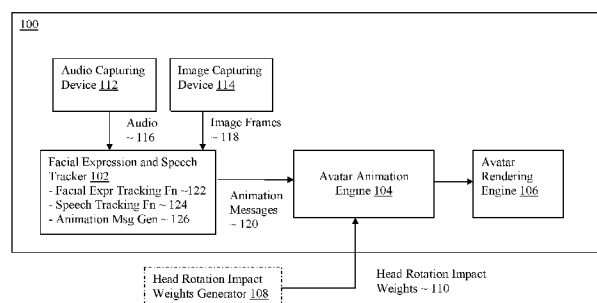 100
Audio Capturing
Device 112
Image Capturing
Device 114
Audio
~ 116
Image Frames
~ 118
Facial Expression and Speech
Tracker 102
- Facial Expr Tracking Fn ~122
- Speech Tracking Fn ~ 124
- Animation Msg Gen ~ 126
Animation
Messages
~ 120
Avatar Animation
Engine 104
Avatar
Rendering
Engine 106
Head Rotation Impact
Weights Generator 108
Head Rotation Impact
Weights ~ 110